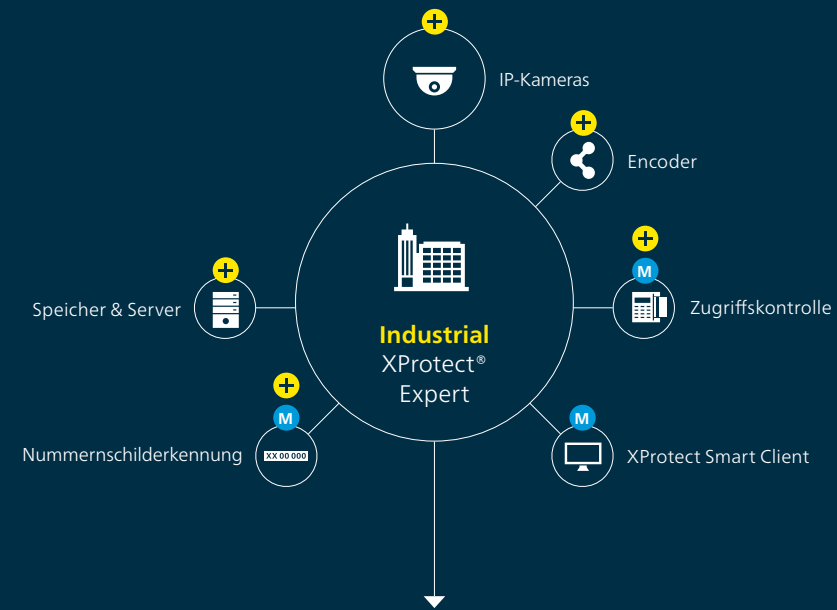 IP-Kameras
Encoder
M
Zugriffskontrolle
Speicher & Server
Industrial
XProtect®
Expert
M
Nummernschilderkennung
XX 00 000
M
XProtect Smart Client